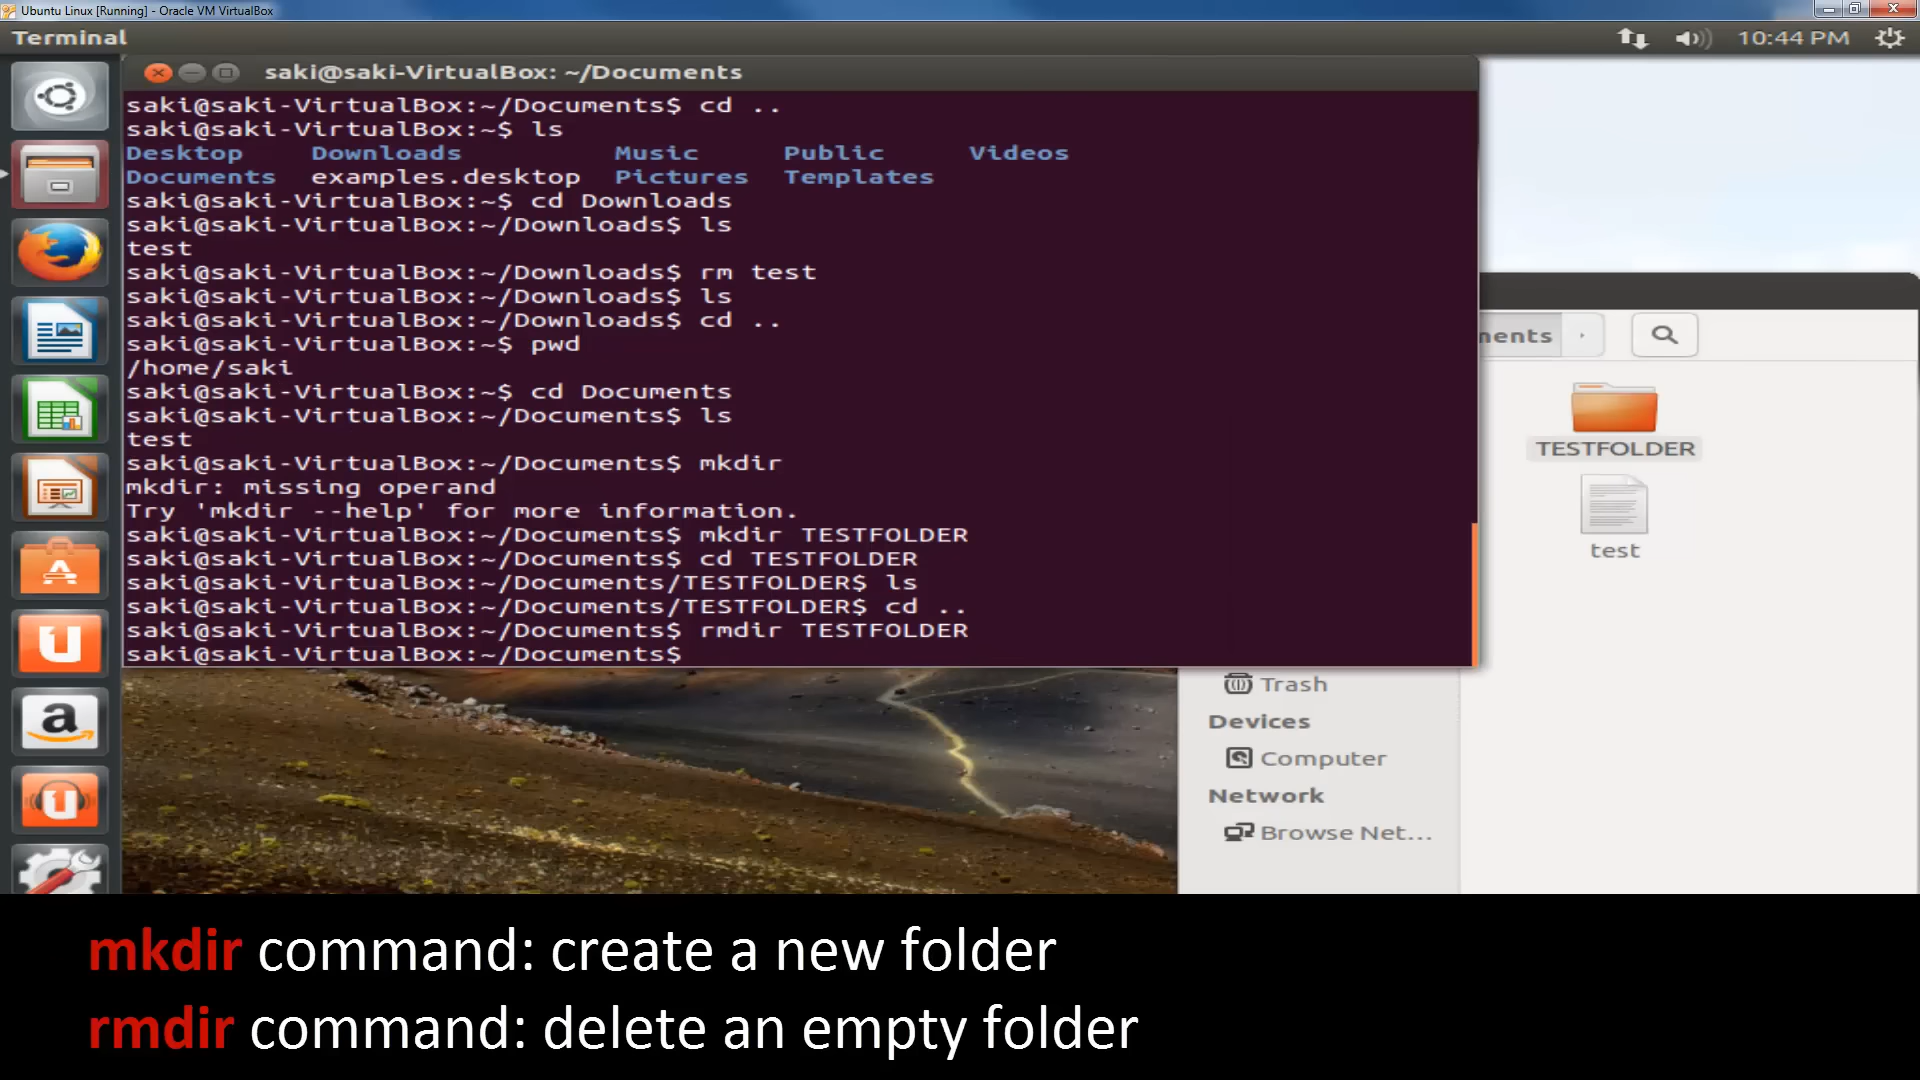 Ubuntu Linux [Running] - Oracle VM VirtualBox
Terminal
10:44 PM
saki@saki-VirtualBox: ~/Documents
saki@saki-VirtualBox:~/Documents$ cd ..
saki@saki-VirtualBox:~$ ls
Desktop Downloads Music Public Videos
Documents examples.desktop Pictures Templates
saki@saki-VirtualBox:~$ cd Downloads
saki@saki-VirtualBox:~/Downloads$ ls
test
saki@saki-VirtualBox:~/Downloads$ rm test
saki@saki-VirtualBox:~/Downloads$ ls
saki@saki-VirtualBox:~/Downloads$ cd ..
saki@saki-VirtualBox:~$ pwd
/home/saki
saki@saki-VirtualBox:~$ cd Documents
saki@saki-VirtualBox:~/Documents$ ls
test
saki@saki-VirtualBox:~/Documents$ mkdir
mkdir: missing operand
Try 'mkdir --help' for more information.
saki@saki-VirtualBox:~/Documents$ mkdir TESTFOLDER
saki@saki-VirtualBox:~/Documents$ cd TESTFOLDER
saki@saki-VirtualBox:~/Documents/TESTFOLDER$ ls
saki@saki-VirtualBox:~/Documents/TESTFOLDER$ cd ..
saki@saki-VirtualBox:~/Documents$ rmdir TESTFOLDER
saki@saki-VirtualBox:~/Documents$
ments
TESTFOLDER
test
Trash
Devices
Computer
Network
Browse Net...
mkdir command: create a new folder
rmdir command: delete an empty folder